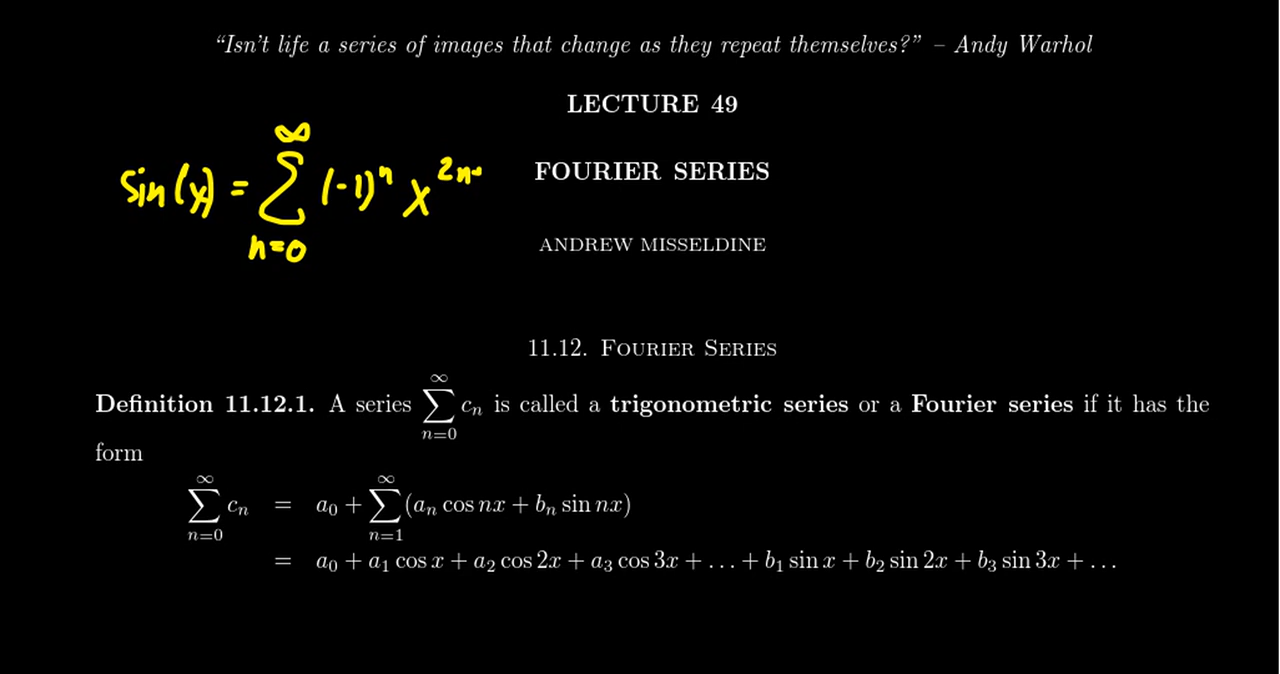 “Isn’t life a series of images that change as they repeat themselves?” – Andy Warhol
LECTURE 49
FOURIER SERIES
sin(x) = ∑_{n=0}^{∞} (-1)^n x^{2n
ANDREW MISSELDINE
11.12. FOURIER SERIES
Definition 11.12.1. A series ∑_{n=0}^{∞} c_n is called a trigonometric series or a Fourier series if it has the
form
∑_{n=0}^{∞} c_n = a_0 + ∑_{n=1}^{∞} (a_n cos nx + b_n sin nx)
= a_0 + a_1 cos x + a_2 cos 2x + a_3 cos 3x + … + b_1 sin x + b_2 sin 2x + b_3 sin 3x + …